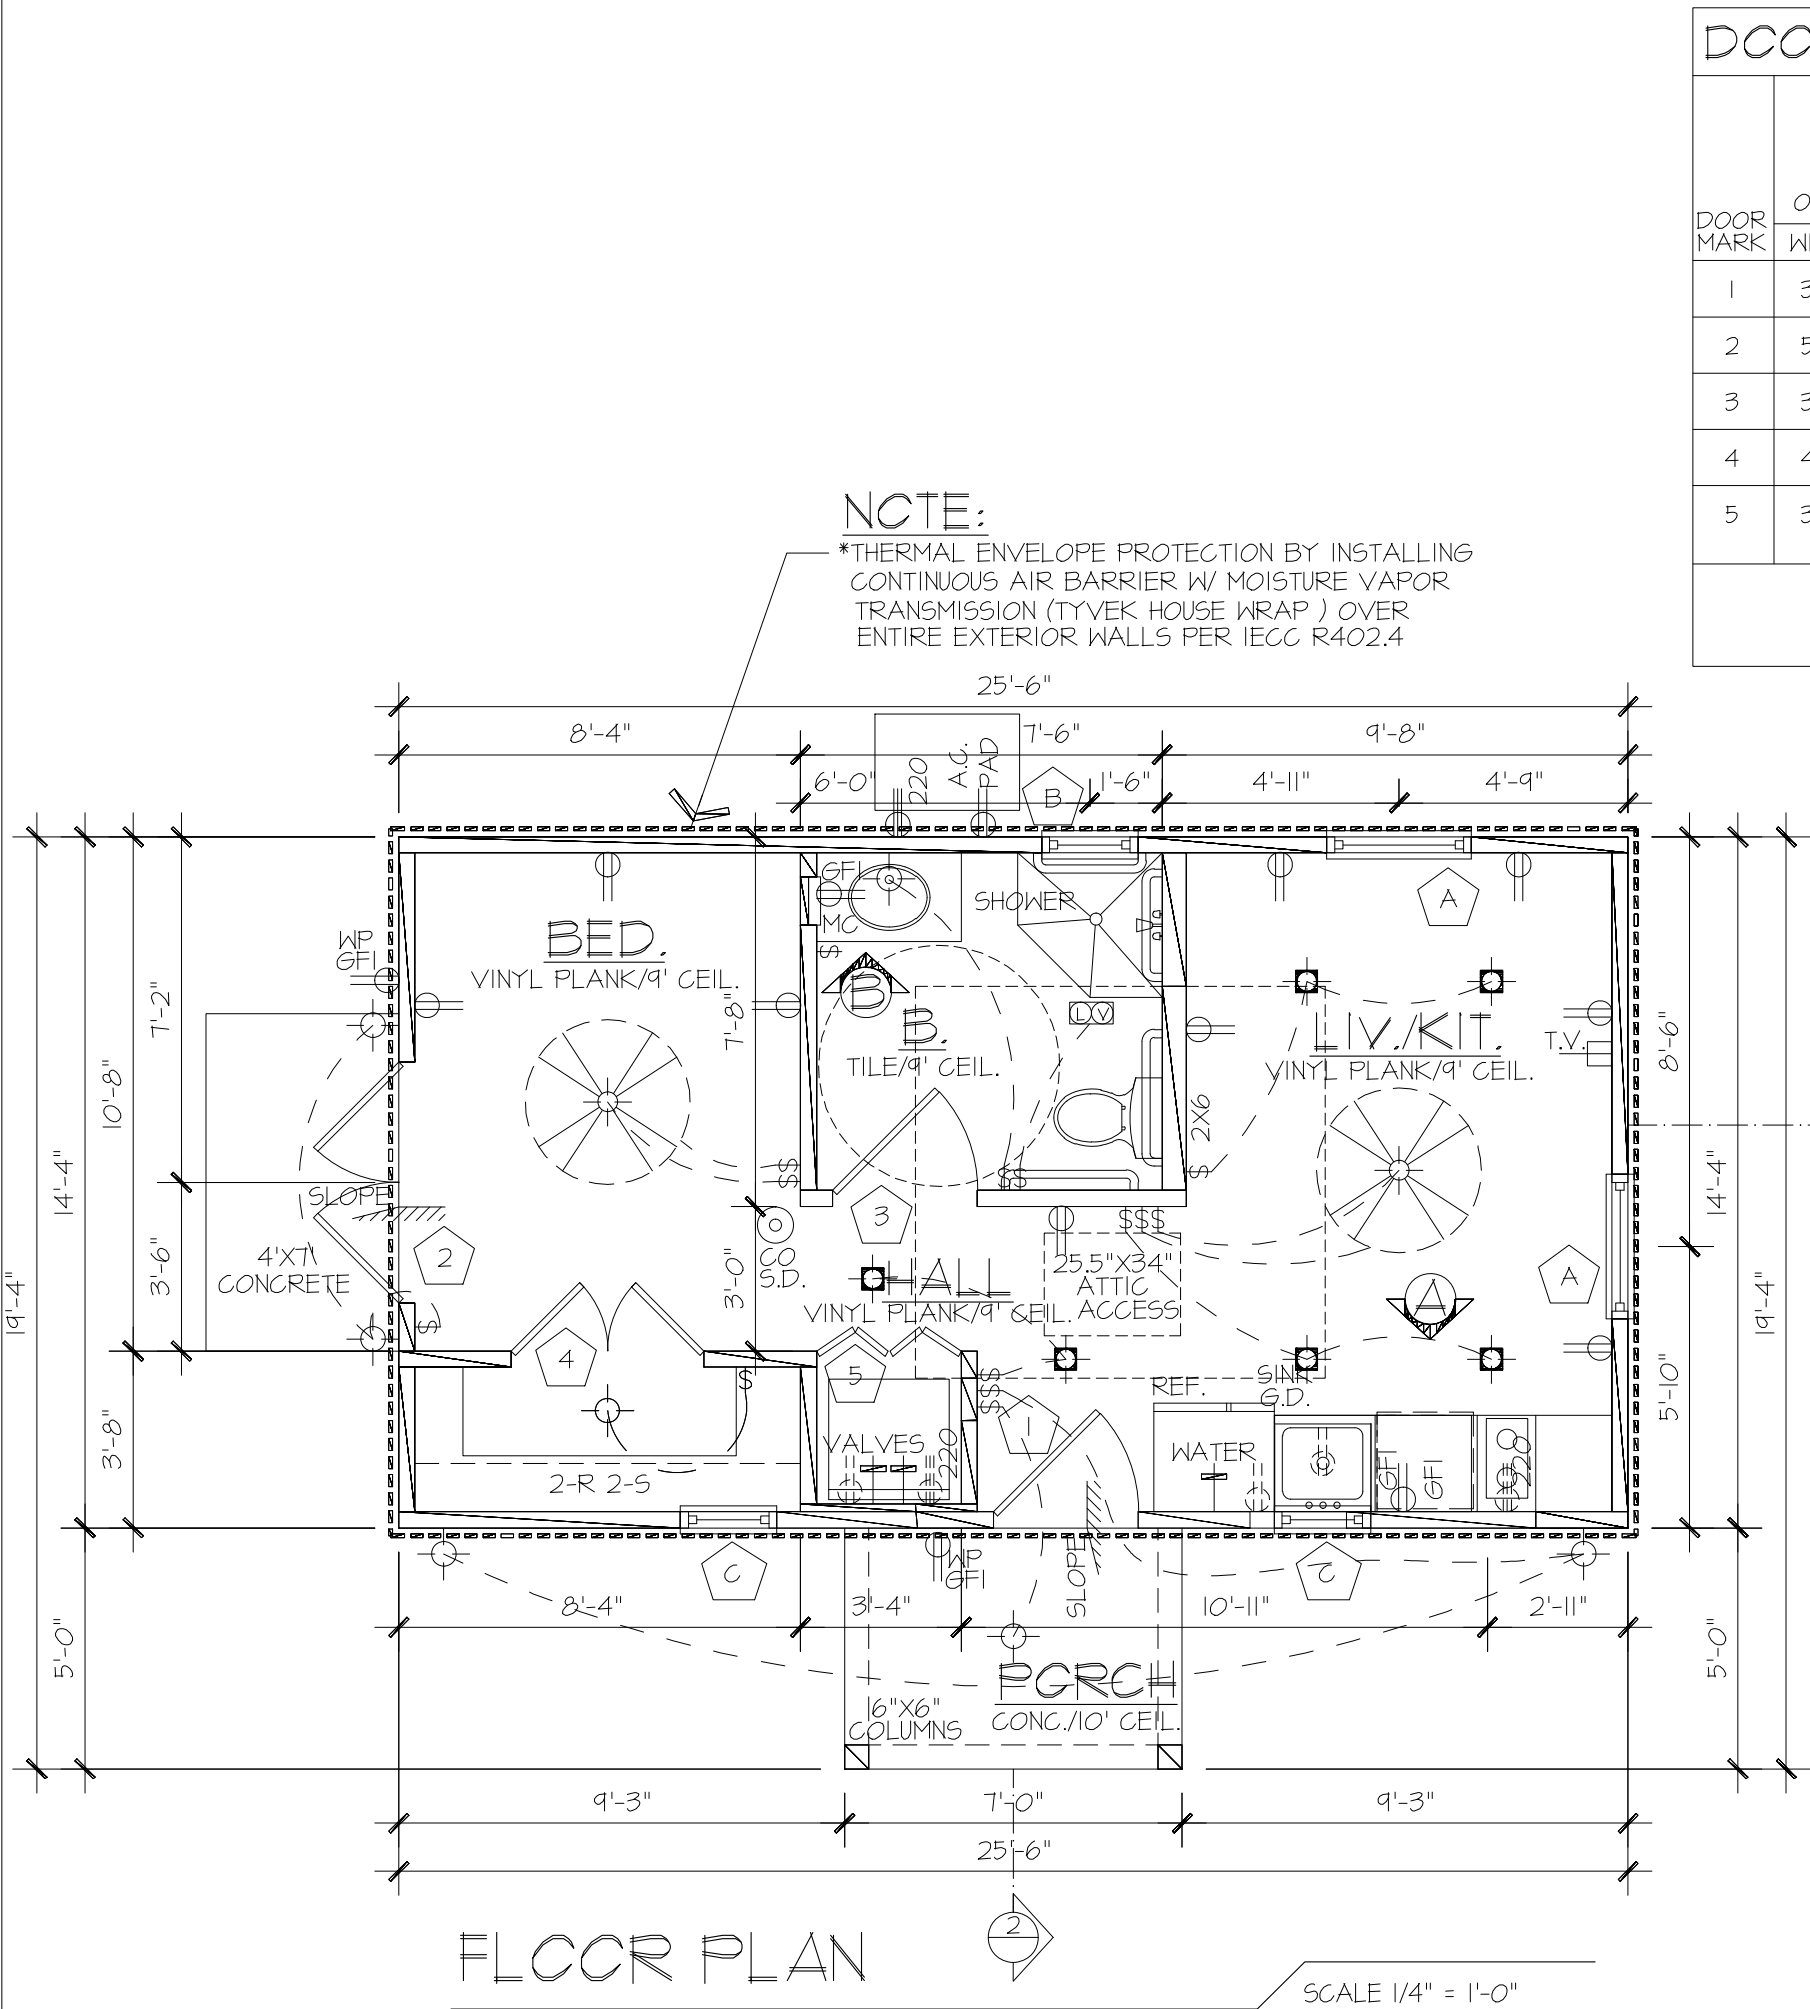 DOO
DOOR
MARK
1 3
2 5
3 3
4 4
5 3
NOTE:
*THERMAL ENVELOPE PROTECTION BY INSTALLING
CONTINUOUS AIR BARRIER W/ MOISTURE VAPOR
TRANSMISSION (TYVEK HOUSE WRAP ) OVER
ENTIRE EXTERIOR WALLS PER IECC R402.4
25'-6"
8'-4"
7'-6"
9'-8"
6'-0"
220
A.C.
PAD
1'-6"
4'-11"
4'-9"
B
GFI
MC
$
SHOWER
A
WP
GFI
BED.
VINYL PLANK/9' CEIL.
7'-2"
10'-8"
14'-4"
19'-4"
3'-6"
3'-8"
5'-0"
7'-8"
B
B.
TILE/9' CEIL.
L V
LIV./KIT.
VINYL PLANK/9' CEIL.
T.V.
2X6
$
$$
$$
8'-6"
14'-4"
19'-4"
5'-10"
5'-0"
SLOPE
4'X7'
CONCRETE
2
$
3
CO
S.D.
3'-0"
$$$
25.5"X34"
ATTIC
ACCESS
HALL
VINYL PLANK/9' CEIL.
A
A
4
5
$
$$$
1
REF.
SINK
G.D.
VALVES
220
WATER
GFI
GFI
220
2-R 2-S
C
WP
GFI
SLOPE
C
8'-4"
3'-4"
10'-11"
2'-11"
PORCH
CONC./10' CEIL.
6"X6"
COLUMNS
9'-3"
7'-0"
9'-3"
25'-6"
2
FLOOR PLAN
SCALE 1/4" = 1'-0"